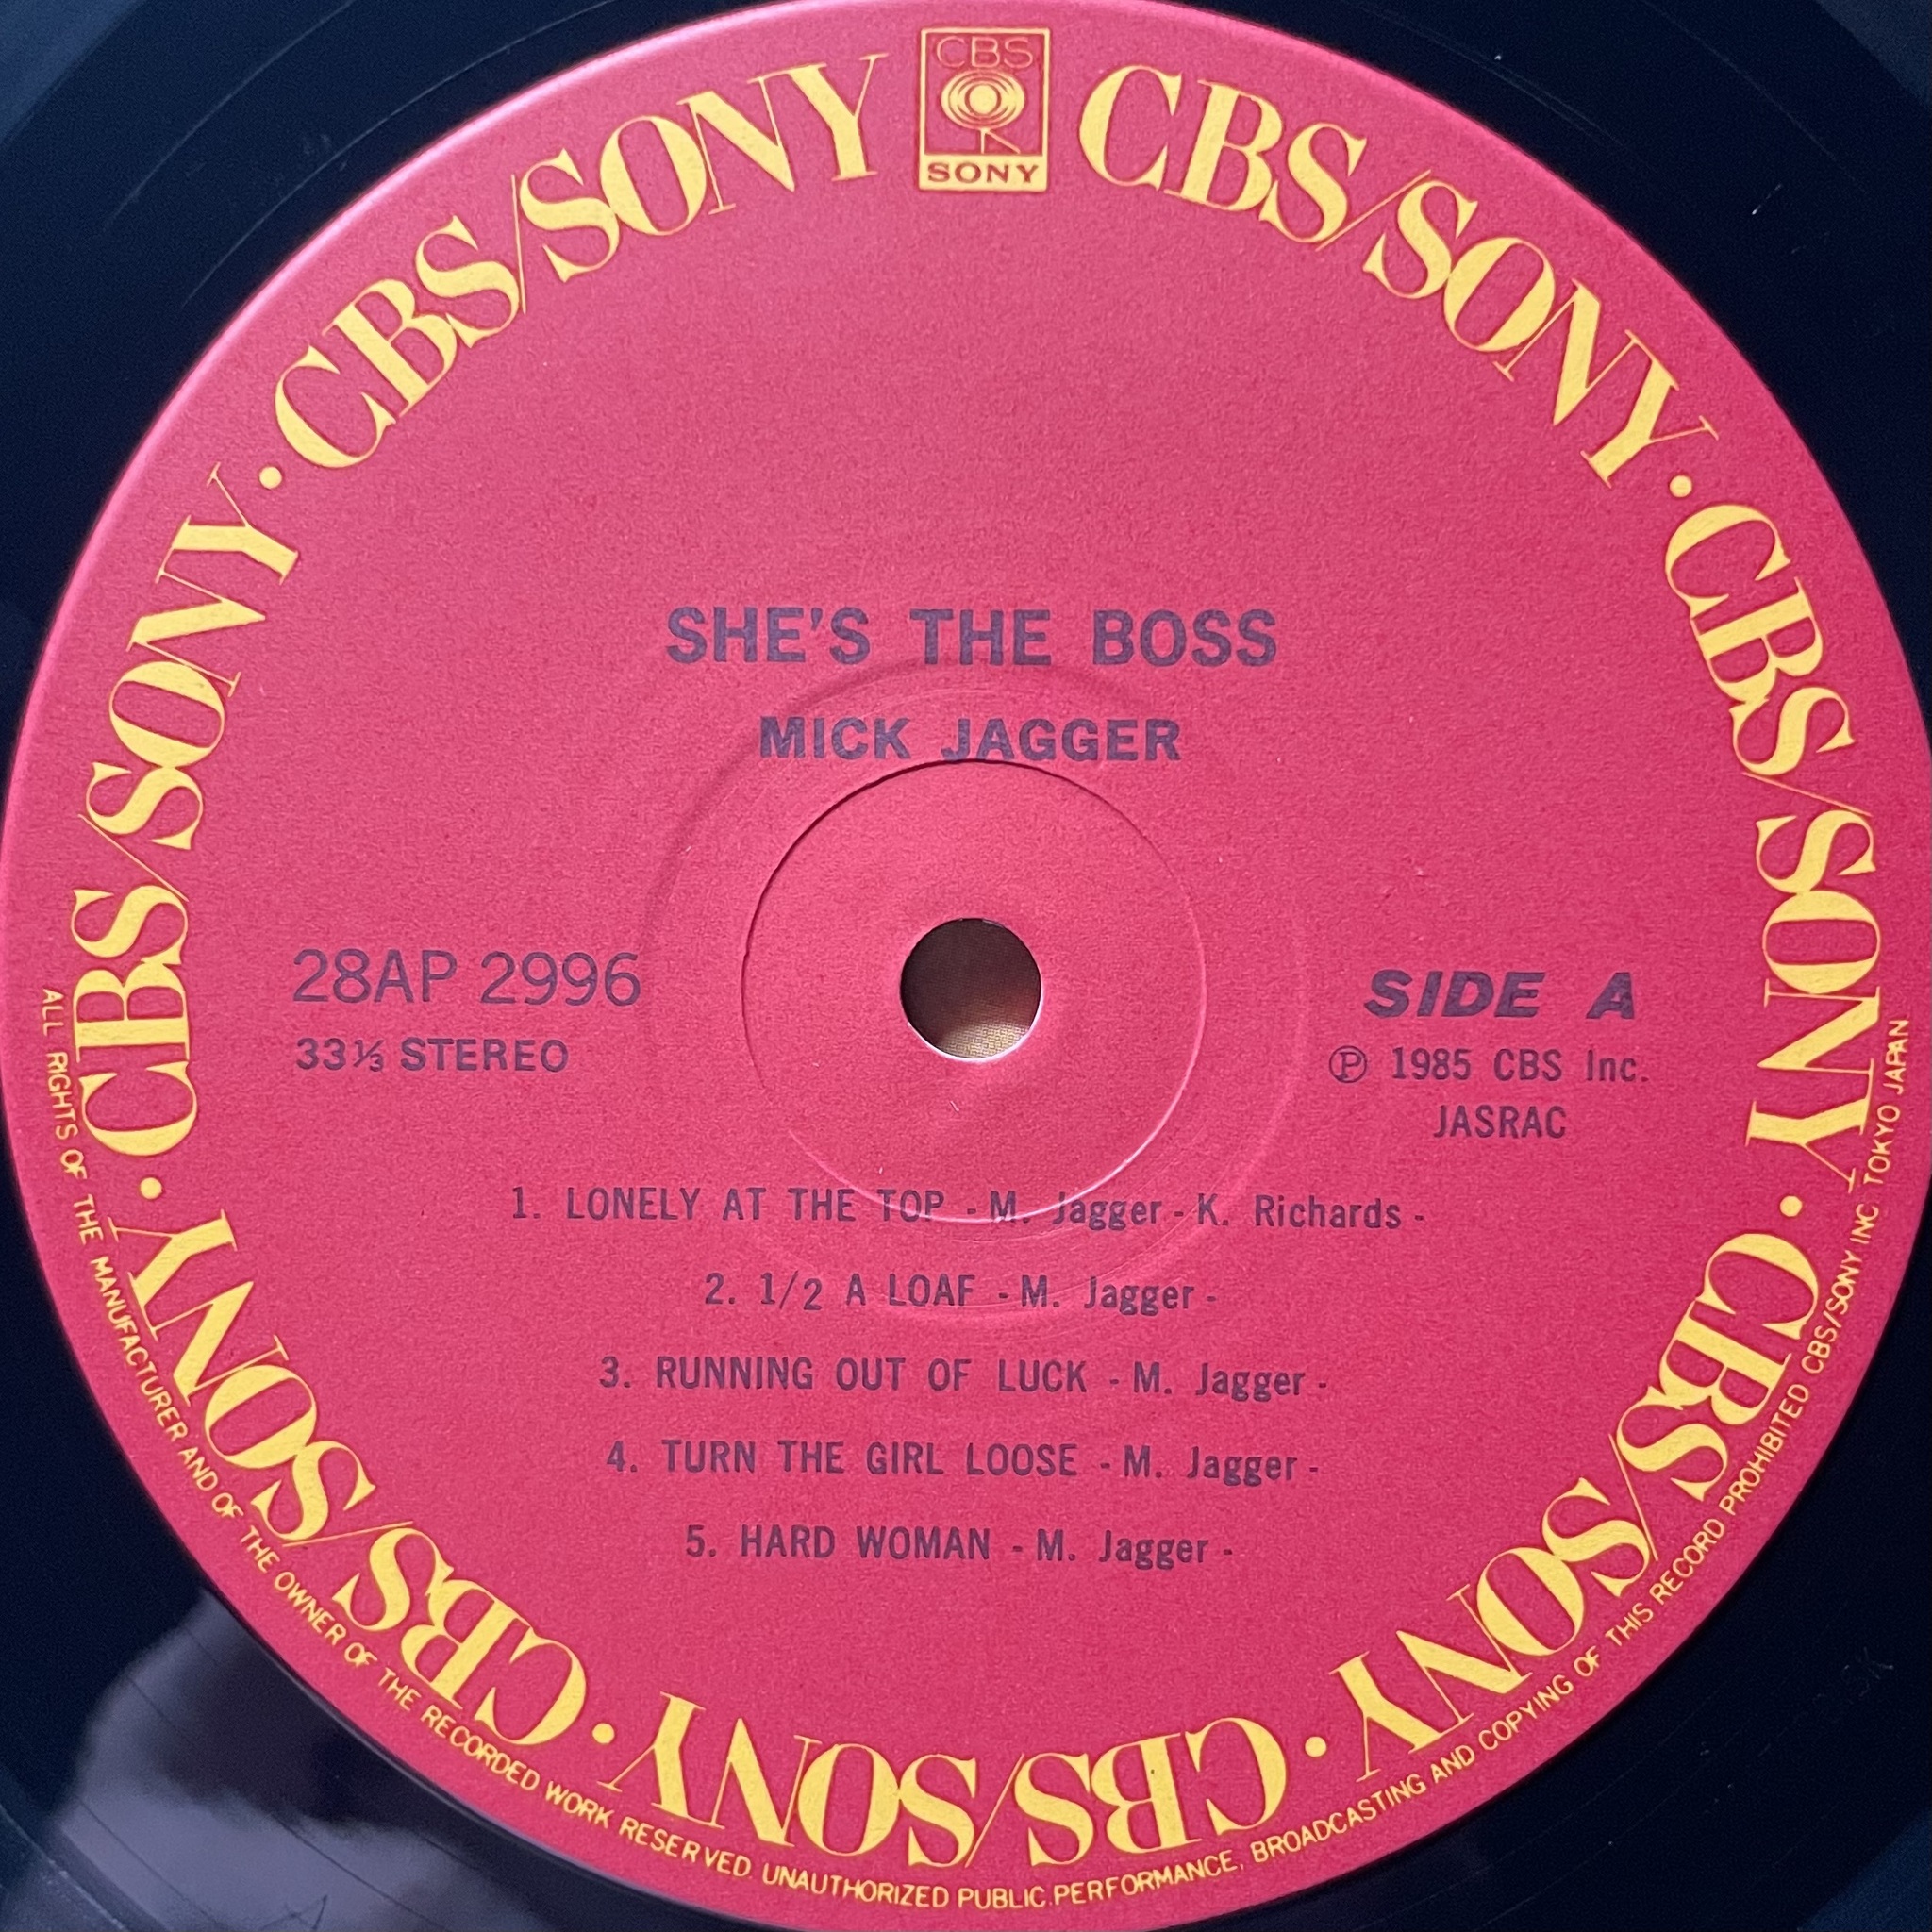 CBS
SONY
CBS/SONY · CBS/SONY · CBS/SONY · CBS/SONY · CBS/SONY · CBS/SONY · CBS/SONY
SHE'S THE BOSS
MICK JAGGER
28AP 2996
33⅓ STEREO
SIDE A
Ⓟ 1985 CBS Inc.
JASRAC
1. LONELY AT THE TOP - M. Jagger - K. Richards -
2. 1/2 A LOAF - M. Jagger -
3. RUNNING OUT OF LUCK - M. Jagger -
4. TURN THE GIRL LOOSE - M. Jagger -
5. HARD WOMAN - M. Jagger -
ALL RIGHTS OF THE MANUFACTURER AND OF THE OWNER OF THE RECORDED WORK RESERVED. UNAUTHORIZED PUBLIC PERFORMANCE, BROADCASTING AND COPYING OF THIS RECORD PROHIBITED CBS/SONY INC. TOKYO JAPAN